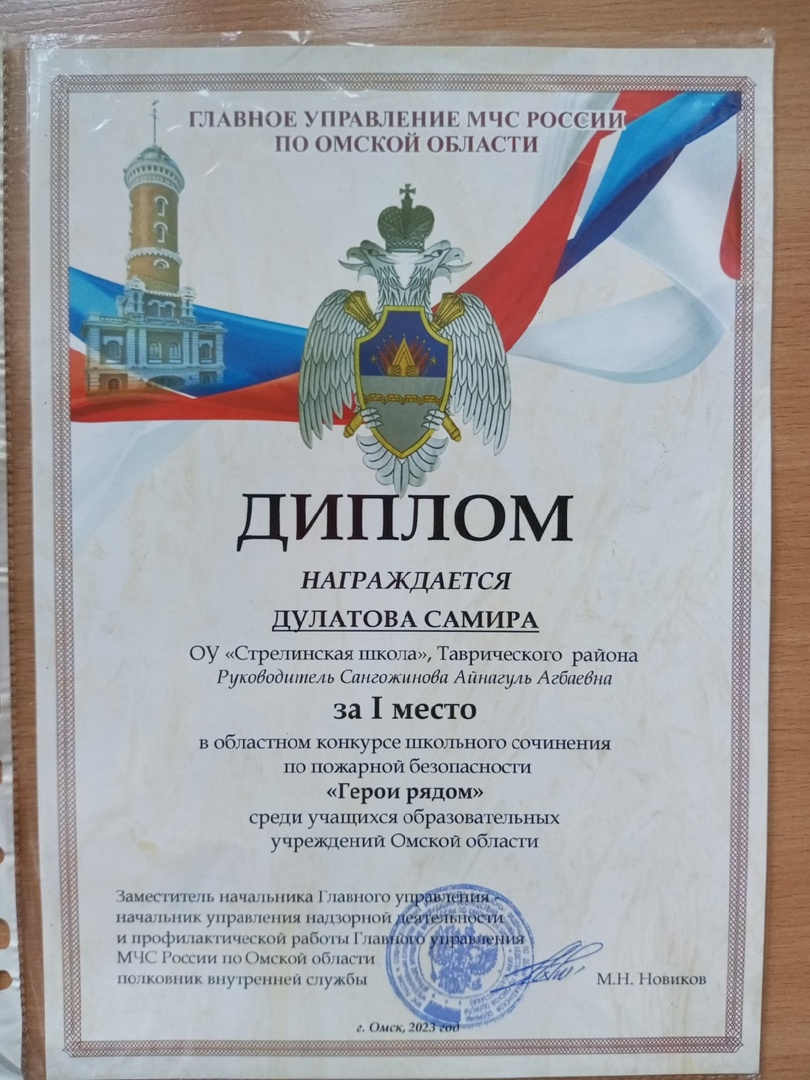 ГЛАВНОЕ УПРАВЛЕНИЕ МЧС РОССИИ
ПО ОМСКОЙ ОБЛАСТИ
ДИПЛОМ
НАГРАЖДАЕТСЯ
ДУЛАТОВА САМИРА
ОУ «Стрелинская школа», Таврического района
Руководитель Сангожинова Айнагуль Агбаевна
за I место
в областном конкурсе школьного сочинения
по пожарной безопасности
«Герои рядом»
среди учащихся образовательных
учреждений Омской области
Заместитель начальника Главного управления -
начальник управления надзорной деятельности
и профилактической работы Главного управления
МЧС России по Омской области
полковник внутренней службы
М.Н. Новиков
г. Омск, 2023 год